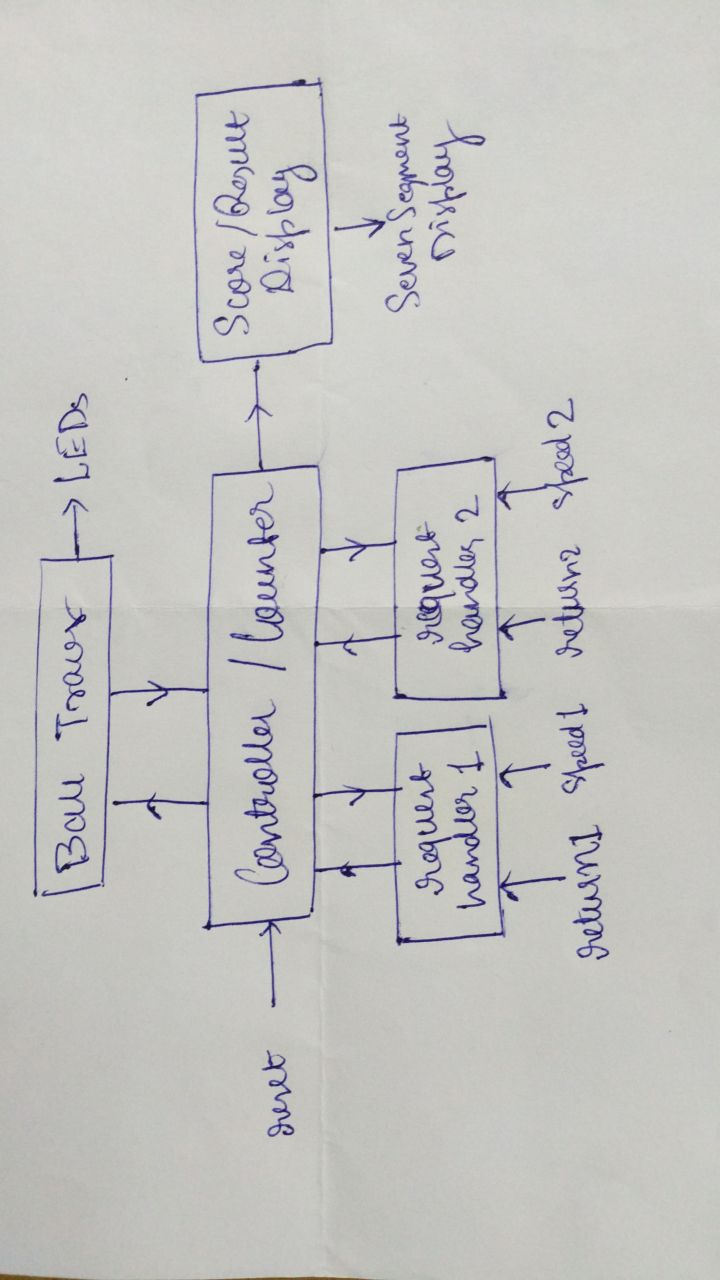 Ball Travx
→ LEDs
reset
Controller / Counter
Score/Result
Display
Seven Segment
Display
request
handler 1
request
handler 2
return1
speed1
return2
speed2